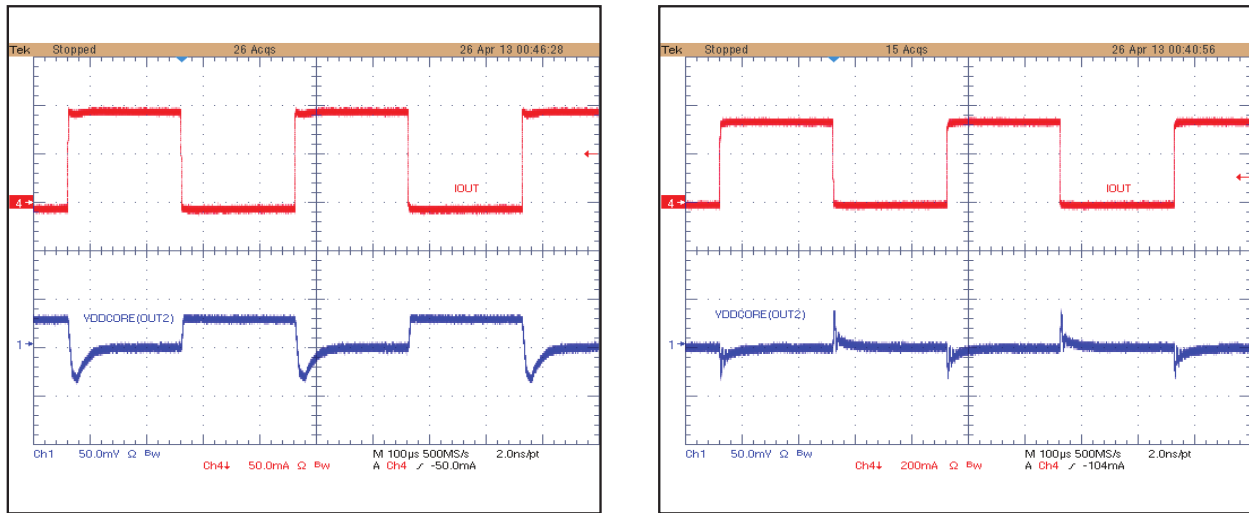 Tek Stopped 26 Acqs 26 Apr 13 00:46:28
4
IOUT
VDDCORE(OUT2)
1
Ch1 50.0mV Ω Bw
M 100µs 500MS/s 2.0ns/pt
Ch4↓ 50.0mA Ω Bw
A Ch4 ∕ -50.0mA
Tek Stopped 15 Acqs 26 Apr 13 00:40:56
4
IOUT
VDDCORE(OUT2)
1
Ch1 50.0mV Ω Bw
M 100µs 500MS/s 2.0ns/pt
Ch4↓ 200mA Ω Bw
A Ch4 ∕ -104mA